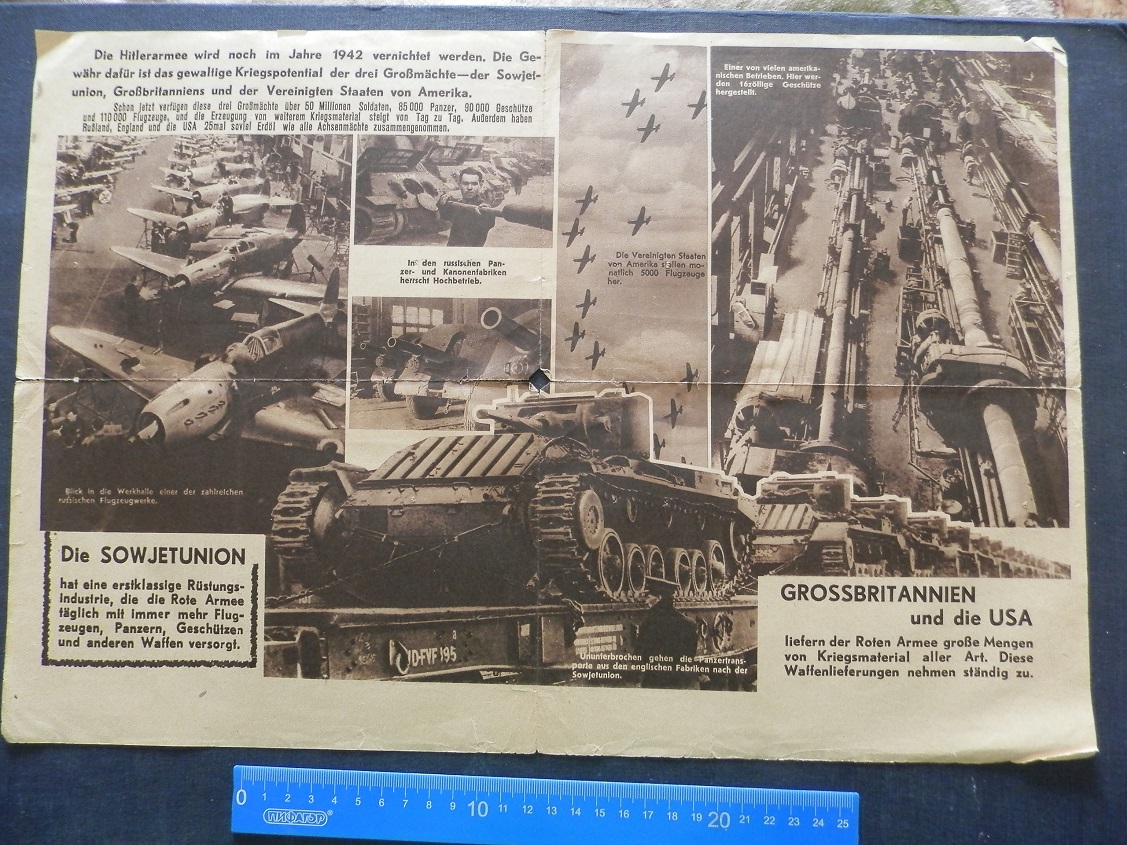 Die Hitlerarmee wird noch im Jahre 1942 vernichtet werden. Die Ge-
währ dafür ist das gewaltige Kriegspotential der drei Großmächte—der Sowjet-
union, Großbritanniens und der Vereinigten Staaten von Amerika.
Schon jetzt verfügen diese drei Großmächte über 50 Millionen Soldaten, 85 000 Panzer, 90 000 Geschütze
und 110 000 Flugzeuge, und die Erzeugung von weiterem Kriegsmaterial steigt von Tag zu Tag. Außerdem haben
Rußland, England und die USA 25mal soviel Erdöl wie alle Achsenmächte zusammengenommen.
Einer von vielen amerika-
nischen Betrieben. Hier wer-
den 16zöllige Geschütze
hergestellt.
In den russischen Pan-
zer- und Kanonenfabriken
herrscht Hochbetrieb.
Die Vereinigten Staaten
von Amerika stellen mo-
natlich 5000 Flugzeuge
her.
Blick in die Werkhalle einer der zahlreichen
russischen Flugzeugwerke.
Die SOWJETUNION
hat eine erstklassige Rüstungs-
industrie, die die Rote Armee
täglich mit immer mehr Flug-
zeugen, Panzern, Geschützen
und anderen Waffen versorgt.
Ununterbrochen gehen die Panzertrans-
porte aus den englischen Fabriken nach der
Sowjetunion.
GROSSBRITANNIEN
und die USA
liefern der Roten Armee große Mengen
von Kriegsmaterial aller Art. Diese
Waffenlieferungen nehmen ständig zu.
0 1 2 3 4 5 6 7 8 9 10 11 12 13 14 15 16 17 18 19 20 21 22 23 24 25
ПИФАГОР